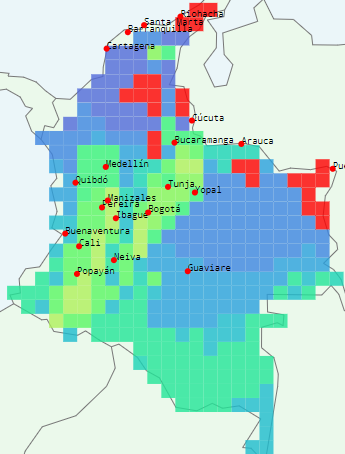 Riohacha
Santa Marta
Barranquilla
Cartagena
Cúcuta
Bucaramanga
Arauca
Medellín
Pue
Quibdó
Tunja
Yopal
Manizales
Pereira
Bogotá
Ibagué
Buenaventura
Cali
Neiva
Guaviare
Popayán